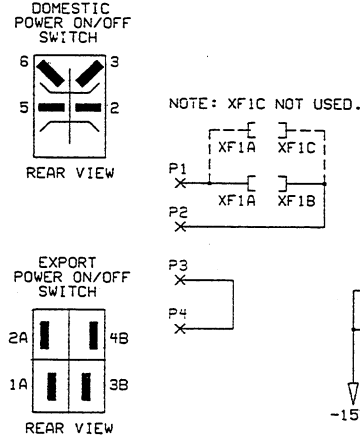 DOMESTIC
POWER ON/OFF
SWITCH
6 3
5 2
REAR VIEW
NOTE: XF1C NOT USED.
XF1A XF1C
P1
XF1A XF1B
P2
EXPORT
POWER ON/OFF
SWITCH
2A 4B
1A 3B
REAR VIEW
P3
P4
-15